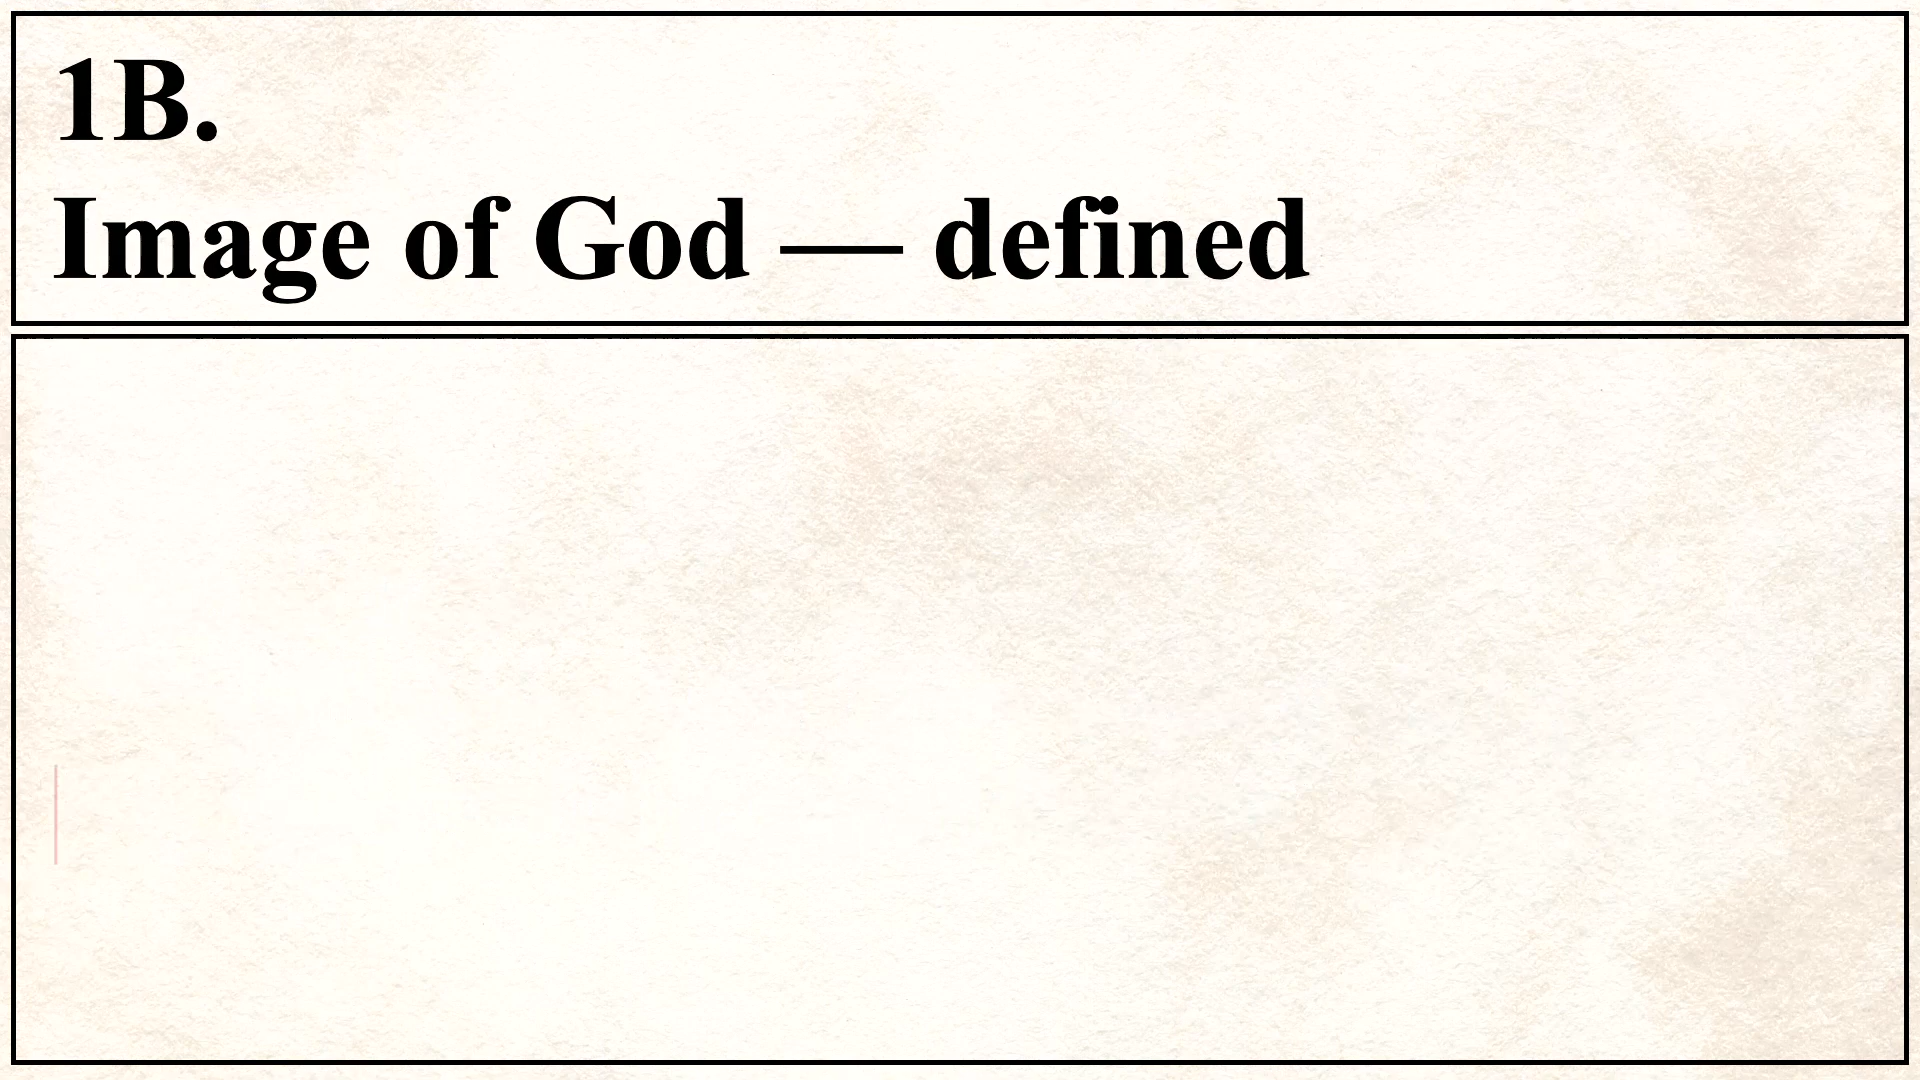 1B.
Image of God — defined